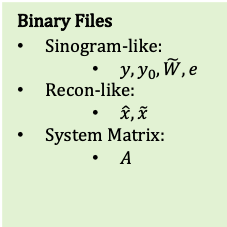 Binary Files
• Sinogram-like:
• y, y₀, W̃, e
• Recon-like:
• x̂, x̃
• System Matrix:
• A